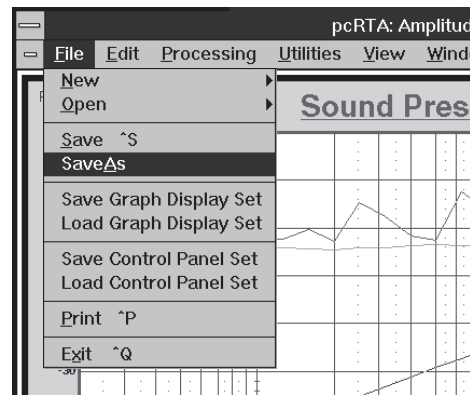 pcRTA: Amplitud
File Edit Processing Utilities View Wind
Sound Pres
New
Open
Save ^S
SaveAs
Save Graph Display Set
Load Graph Display Set
Save Control Panel Set
Load Control Panel Set
Print ^P
Exit ^Q
-30